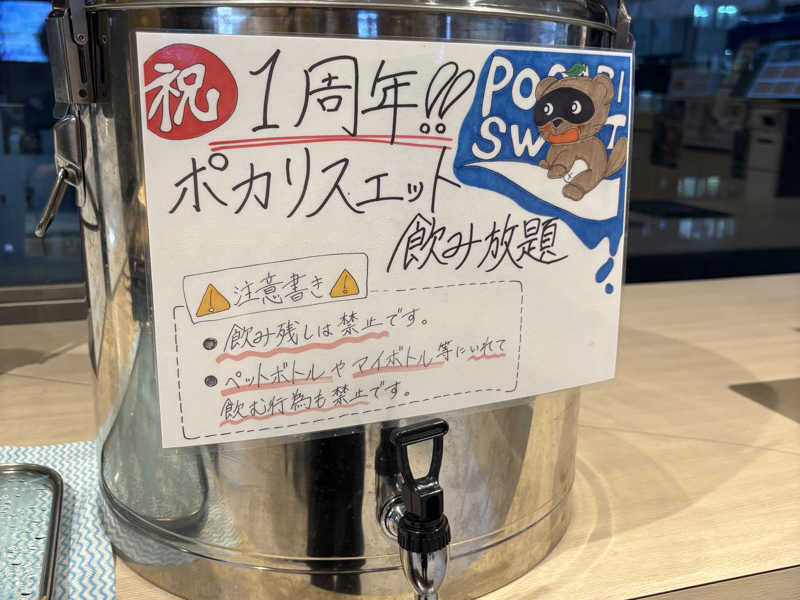 祝
1周年!!
ポカリスエット
飲み放題
POCARI
SWEAT
注意書き
● 飲み残しは禁止です。
● ペットボトルやマイボトル等にいれて
飲む行為も禁止です。